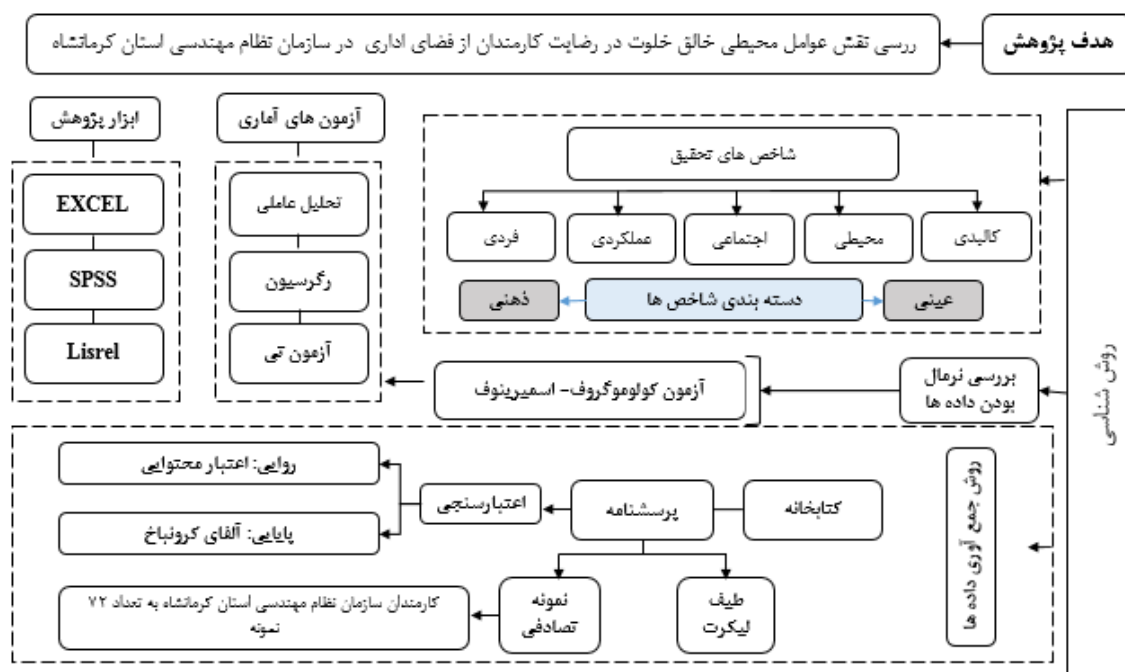 هدف پژوهش
ررسی نقش عوامل محیطی خالق خلوت در رضایت کارمندان از فضای اداری در سازمان نظام مهندسی استان کرمانشاه
روش شناسی
شاخص های تحقیق
کالبدی
محیطی
اجتماعی
عملکردی
فردی
عینی
دسته بندی شاخص ها
ذهنی
آزمون های آماری
تحلیل عاملی
رگرسیون
آزمون تی
ابزار پژوهش
EXCEL
SPSS
Lisrel
بررسی نرمال
بودن داده ها
آزمون کولوموگروف- اسمیرینوف
روش جمع آوری داده ها
کتابخانه
پرسشنامه
اعتبارسنجی
روایی: اعتبار محتوایی
پایایی: آلفای کرونباخ
طیف
لیکرت
نمونه
تصادفی
کارمندان سازمان نظام مهندسی استان کرمانشاه به تعداد ۷۲
نمونه